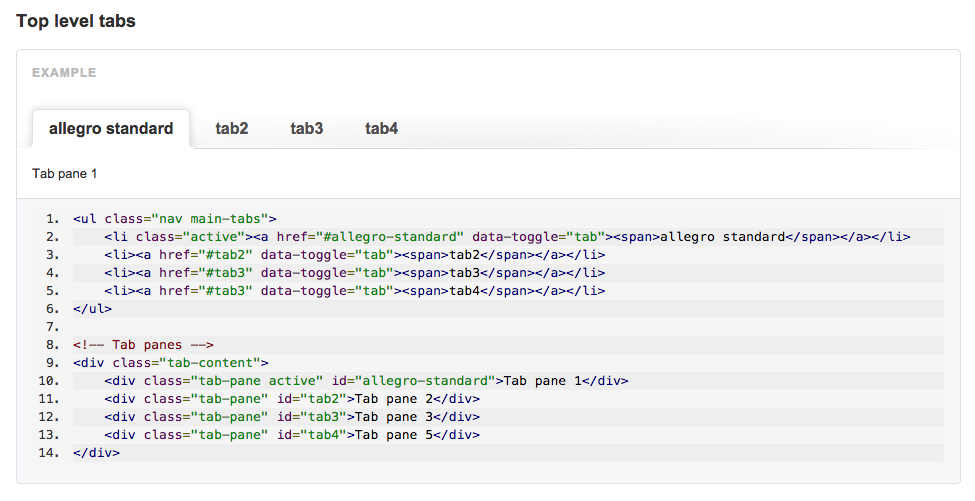 Top level tabs
EXAMPLE
allegro standard tab2 tab3 tab4
Tab pane 1
1. <ul class="nav main-tabs">
2. <li class="active"><a href="#allegro-standard" data-toggle="tab"><span>allegro standard</span></a></li>
3. <li><a href="#tab2" data-toggle="tab"><span>tab2</span></a></li>
4. <li><a href="#tab3" data-toggle="tab"><span>tab3</span></a></li>
5. <li><a href="#tab3" data-toggle="tab"><span>tab4</span></a></li>
6. </ul>
7.
8. <!-- Tab panes -->
9. <div class="tab-content">
10. <div class="tab-pane active" id="allegro-standard">Tab pane 1</div>
11. <div class="tab-pane" id="tab2">Tab pane 2</div>
12. <div class="tab-pane" id="tab3">Tab pane 3</div>
13. <div class="tab-pane" id="tab4">Tab pane 5</div>
14. </div>